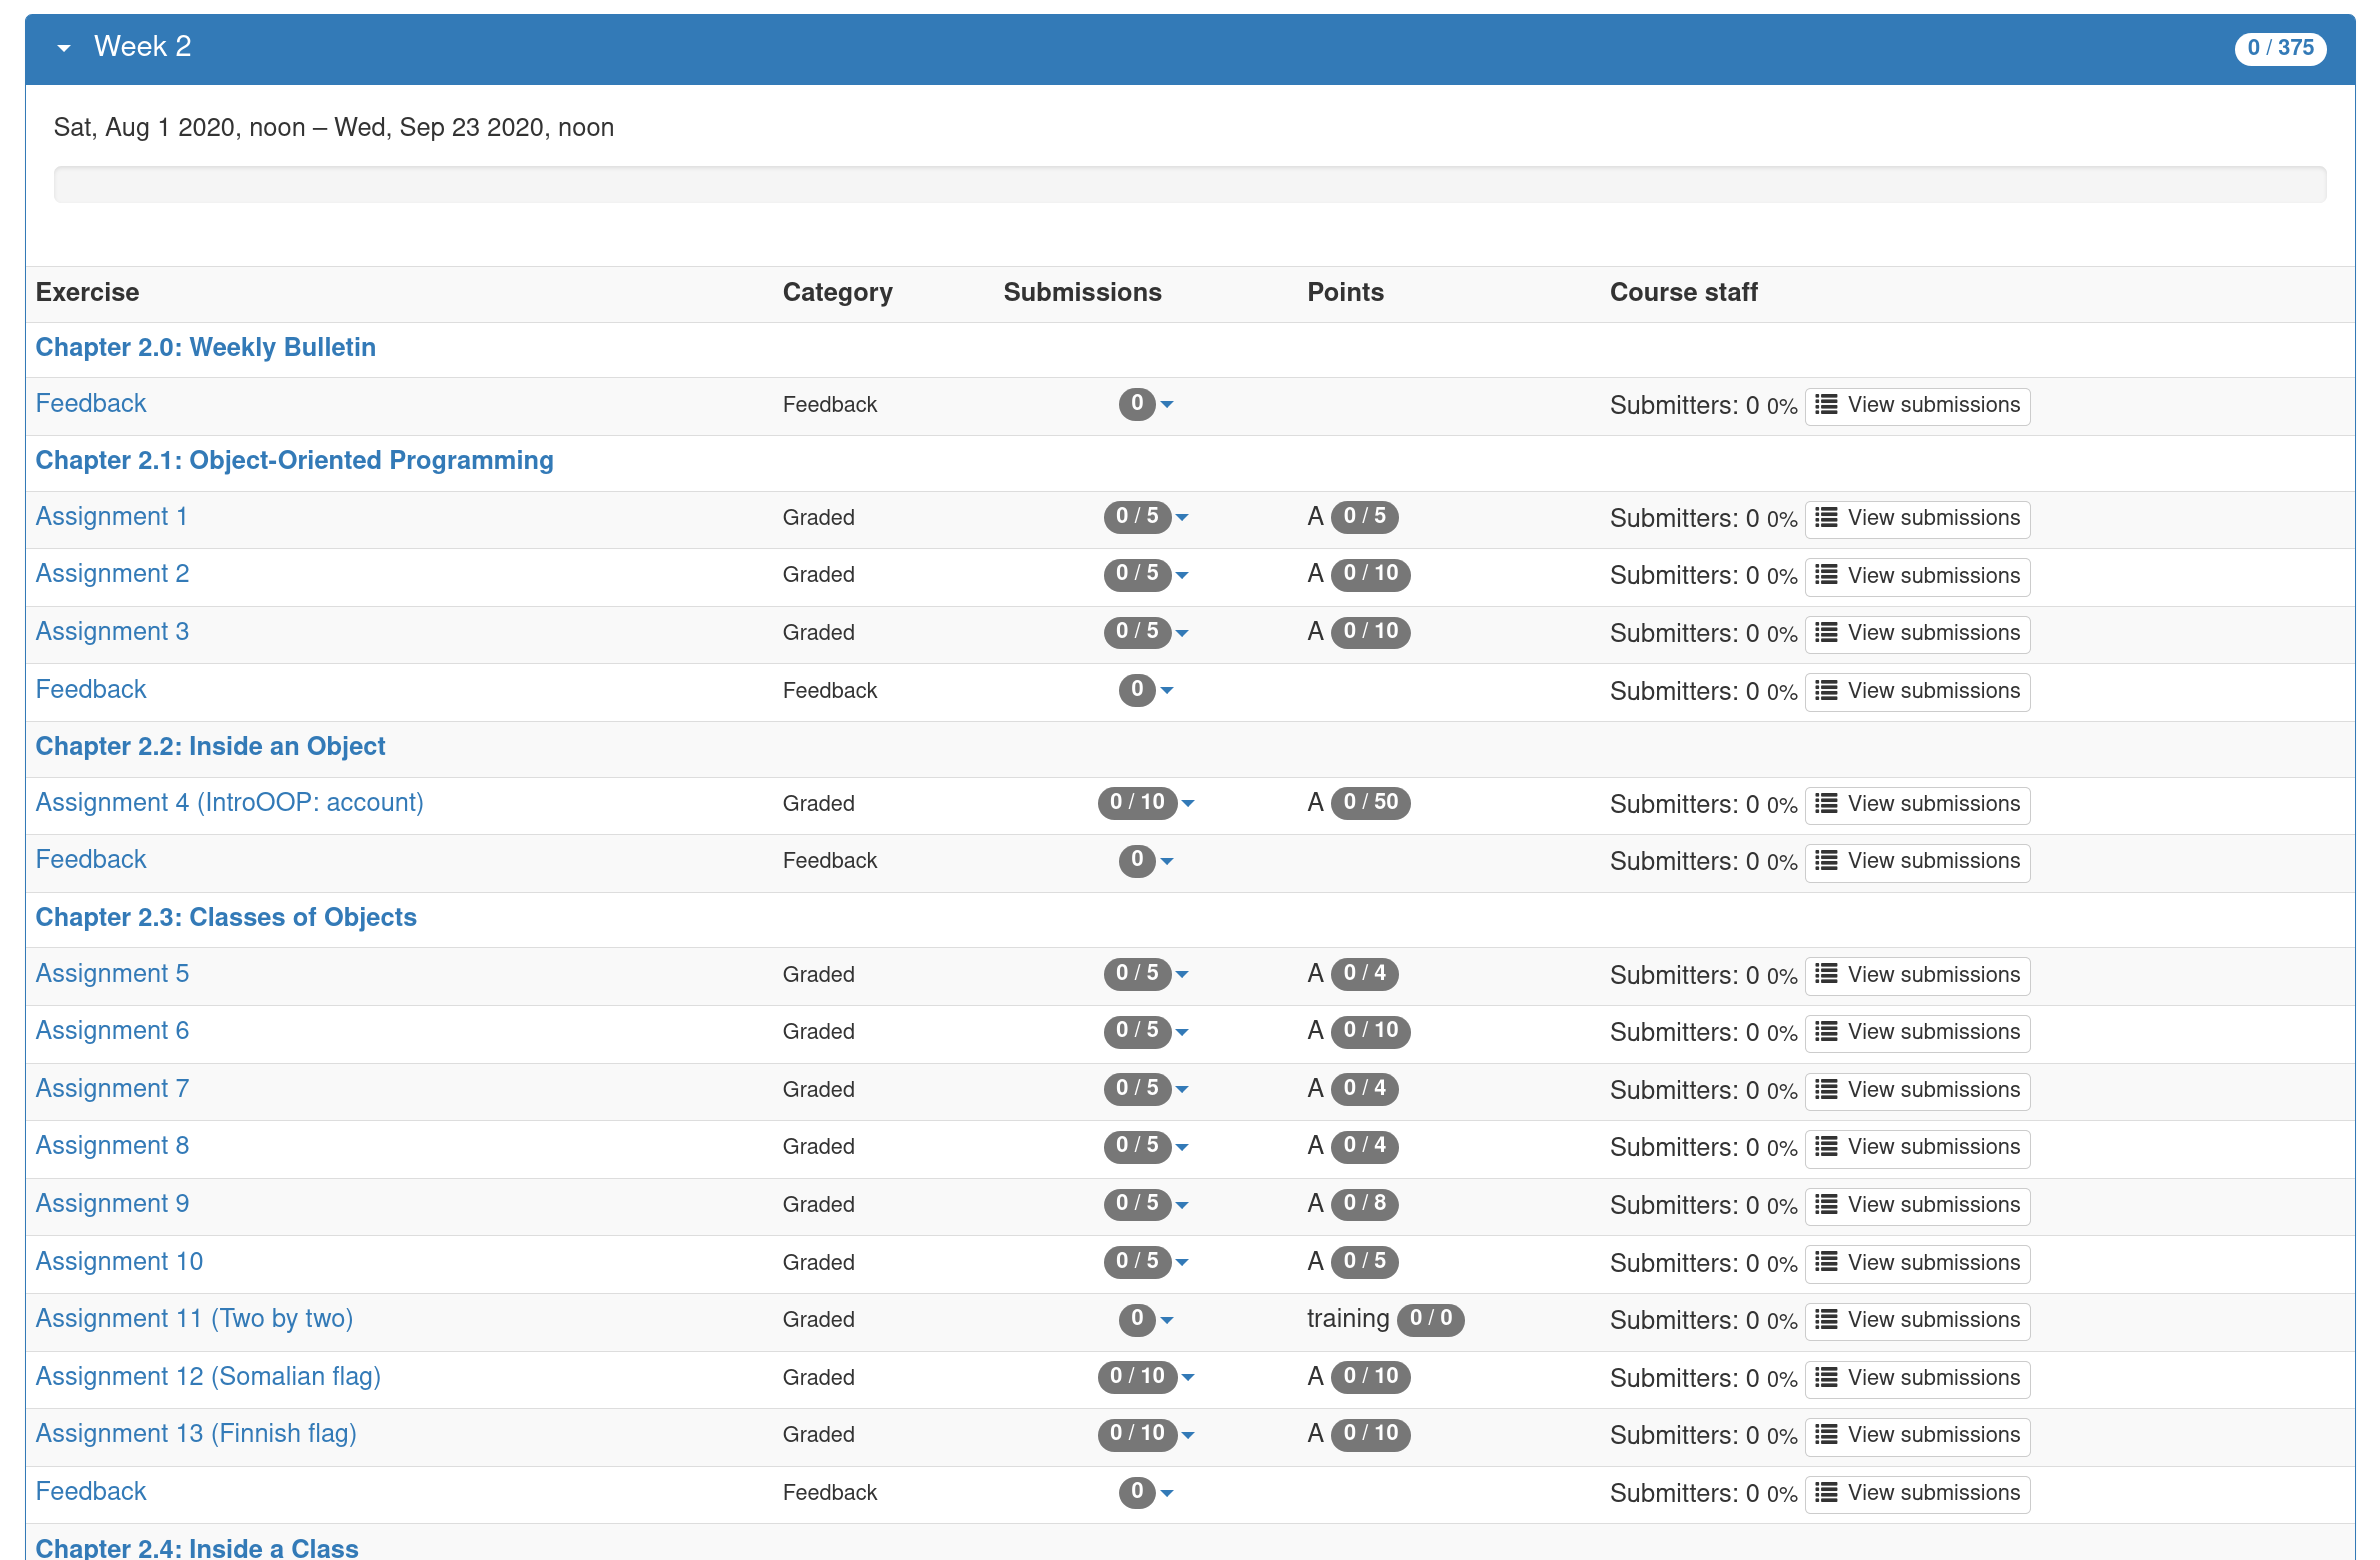 Week 2 0 / 375
Sat, Aug 1 2020, noon – Wed, Sep 23 2020, noon
Exercise Category Submissions Points Course staff
Chapter 2.0: Weekly Bulletin
Feedback Feedback 0 Submitters: 0 0% View submissions
Chapter 2.1: Object-Oriented Programming
Assignment 1 Graded 0 / 5 A 0 / 5 Submitters: 0 0% View submissions
Assignment 2 Graded 0 / 5 A 0 / 10 Submitters: 0 0% View submissions
Assignment 3 Graded 0 / 5 A 0 / 10 Submitters: 0 0% View submissions
Feedback Feedback 0 Submitters: 0 0% View submissions
Chapter 2.2: Inside an Object
Assignment 4 (IntroOOP: account) Graded 0 / 10 A 0 / 50 Submitters: 0 0% View submissions
Feedback Feedback 0 Submitters: 0 0% View submissions
Chapter 2.3: Classes of Objects
Assignment 5 Graded 0 / 5 A 0 / 4 Submitters: 0 0% View submissions
Assignment 6 Graded 0 / 5 A 0 / 10 Submitters: 0 0% View submissions
Assignment 7 Graded 0 / 5 A 0 / 4 Submitters: 0 0% View submissions
Assignment 8 Graded 0 / 5 A 0 / 4 Submitters: 0 0% View submissions
Assignment 9 Graded 0 / 5 A 0 / 8 Submitters: 0 0% View submissions
Assignment 10 Graded 0 / 5 A 0 / 5 Submitters: 0 0% View submissions
Assignment 11 (Two by two) Graded 0 training 0 / 0 Submitters: 0 0% View submissions
Assignment 12 (Somalian flag) Graded 0 / 10 A 0 / 10 Submitters: 0 0% View submissions
Assignment 13 (Finnish flag) Graded 0 / 10 A 0 / 10 Submitters: 0 0% View submissions
Feedback Feedback 0 Submitters: 0 0% View submissions
Chapter 2.4: Inside a Class